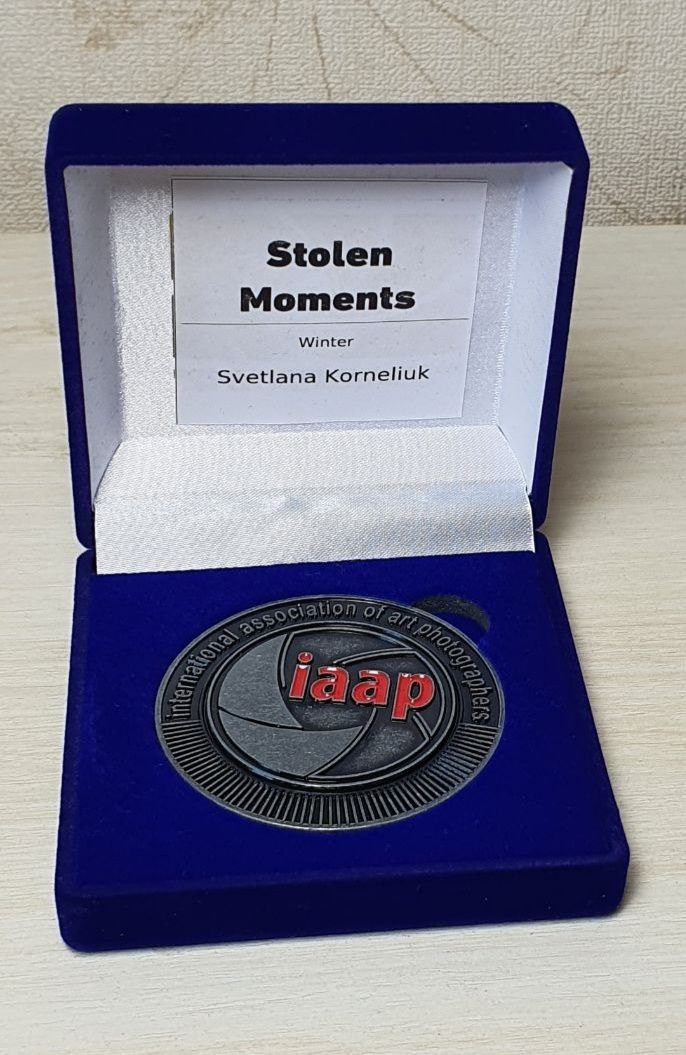 Stolen
Moments
Winter
Svetlana Korneliuk
international association of art photographers
iaap